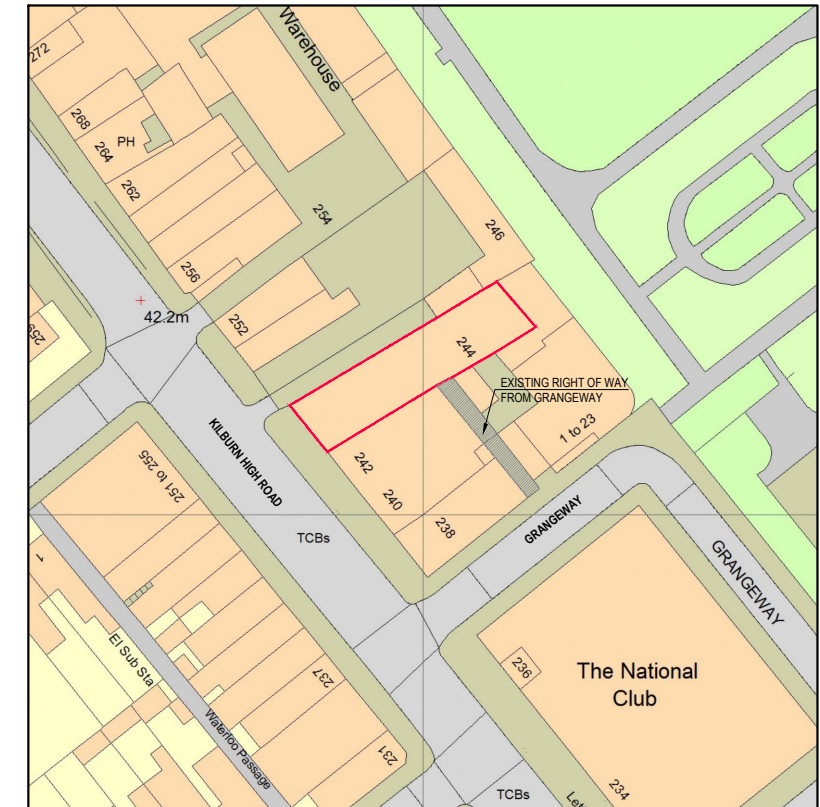 272
Warehouse
268
PH
264
262
254
246
256
42.2m
252
259
244
EXISTING RIGHT OF WAY
FROM GRANGEWAY
1 to 23
KILBURN HIGH ROAD
242
251 to 255
240
238
TCBs
GRANGEWAY
GRANGEWAY
1
El Sub Sta
237
236
The National
Club
Waterloo Passage
231
234
TCBs